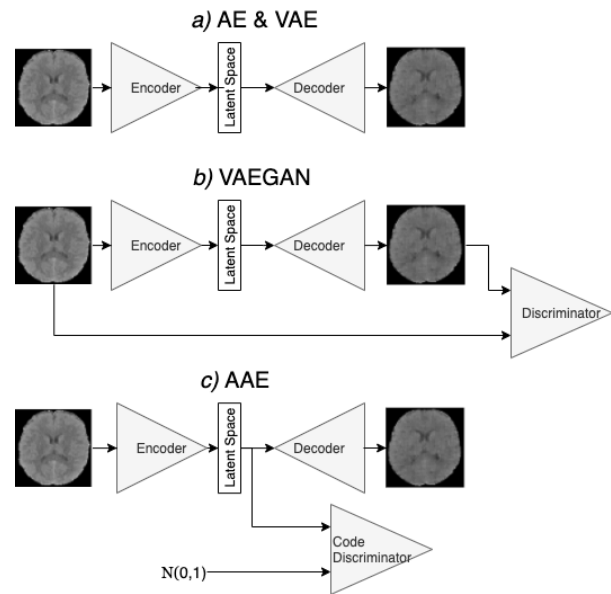 a) AE & VAE
Encoder
Latent Space
Decoder
b) VAEGAN
Encoder
Latent Space
Decoder
Discriminator
c) AAE
Encoder
Latent Space
Decoder
Code
Discriminator
N(0,1)